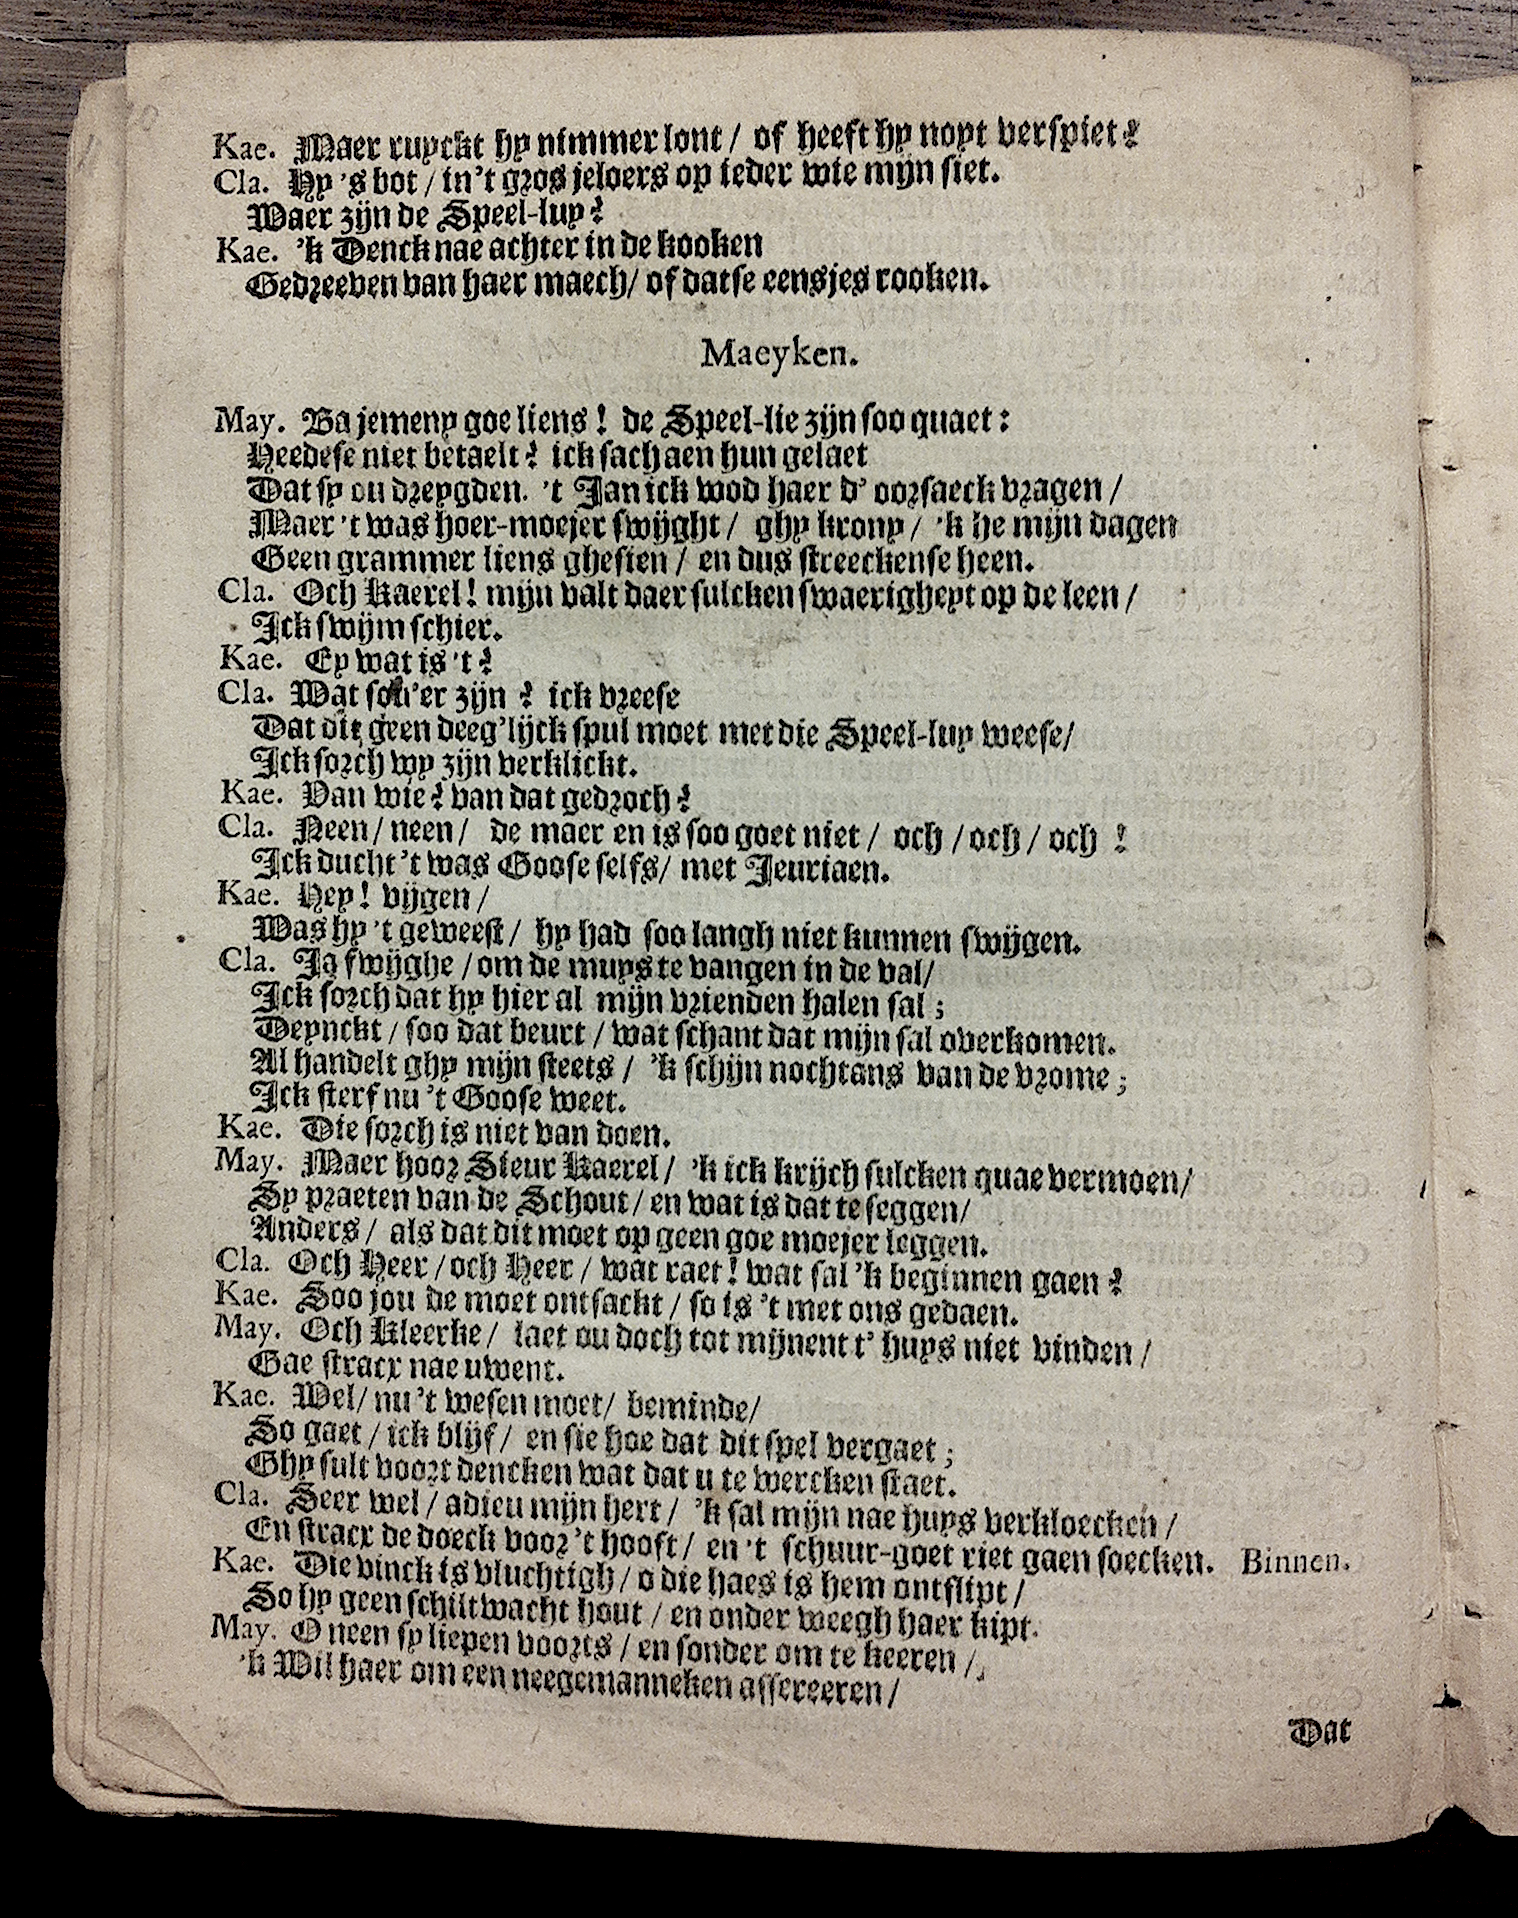 Kae. Maer ruyckt hy nimmer lont / of heeft hy noyt verspiet?
Cla. Hy 's bot / in 't gros jeloers op ieder wie mijn siet.
Waer zijn de Speel-luy?
Kae. 'k Denck nae achter in de kooken
Gedreeven van haer maech / of datse eensjes rooken.
Maeyken.
May. Ba jemeny goe liens! de Speel-lie zijn soo quaet:
Heedese niet betaelt? ick sach aen hun gelaet
Dat sy ou dreygden. 't Jan ick wod haer d' oorsaeck vragen /
Maer 't was hoer-moejer swijght / ghy krony / 'k he mijn dagen
Geen grammer liens ghesien / en dus streeckense heen.
Cla. Och Kaerel! mijn valt daer sulcken swaerigheyt op de leen /
Ick swijm schier.
Kae. Ey wat is 't?
Cla. Wat sou'er zijn? ick vreese
Dat dit geen deeg'lijck spul moet met die Speel-luy weese /
Ick sorch wy zijn verklickt.
Kae. Van wie? van dat gedroch?
Cla. Neen / neen / de maer en is soo goet niet / och / och / och!
Ick ducht 't was Goose selfs / met Jeuriaen.
Kae. Hey! vijgen /
Was hy 't geweest / hy had soo langh niet kunnen swijgen.
Cla. Ja swijghe / om de muys te vangen in de val /
Ick sorch dat hy hier al mijn vrienden halen sal;
Deynckt / soo dat beurt / wat schant dat mijn sal overkomen.
Al handelt ghy mijn steets / 'k schijn nochtans van de vrome;
Ick sterf nu 't Goose weet.
Kae. Die sorch is niet van doen.
May. Maer hoor Sieur Kaerel / 'k ick krijch sulcken quae vermoen /
Sy praeten van de Schout / en wat is dat te seggen /
Anders / als dat dit moet op geen goe moejer leggen.
Cla. Och Heer / och Heer / wat raet! wat sal 'k beginnen gaen?
Kae. Soo jou de moet ontsackt / so is 't met ons gedaen.
May. Och Kleerke / laet ou doch tot mijnent t' huys niet vinden /
Gae stracx nae uwent.
Kae. Wel / nu 't wesen moet / beminde /
So gaet / ick blijf / en sie hoe dat dit spel vergaet;
Ghy sult voort dencken wat dat u te wercken staet.
Cla. Seer wel / adieu mijn hert / 'k sal mijn nae huys verkloecken /
En stracx de doeck voor 't hooft / en 't schuur-goet riet gaen soecken. Binnen.
Kae. Die vinck is vluchtigh / o die haes is hem ontslipt /
So hy geen schiltwacht hout / en onder weegh haer kipt.
May. O neen sy liepen voorts / en sonder om te keeren /
'k Wil haer om een neegemanneken assereeren /
Dat